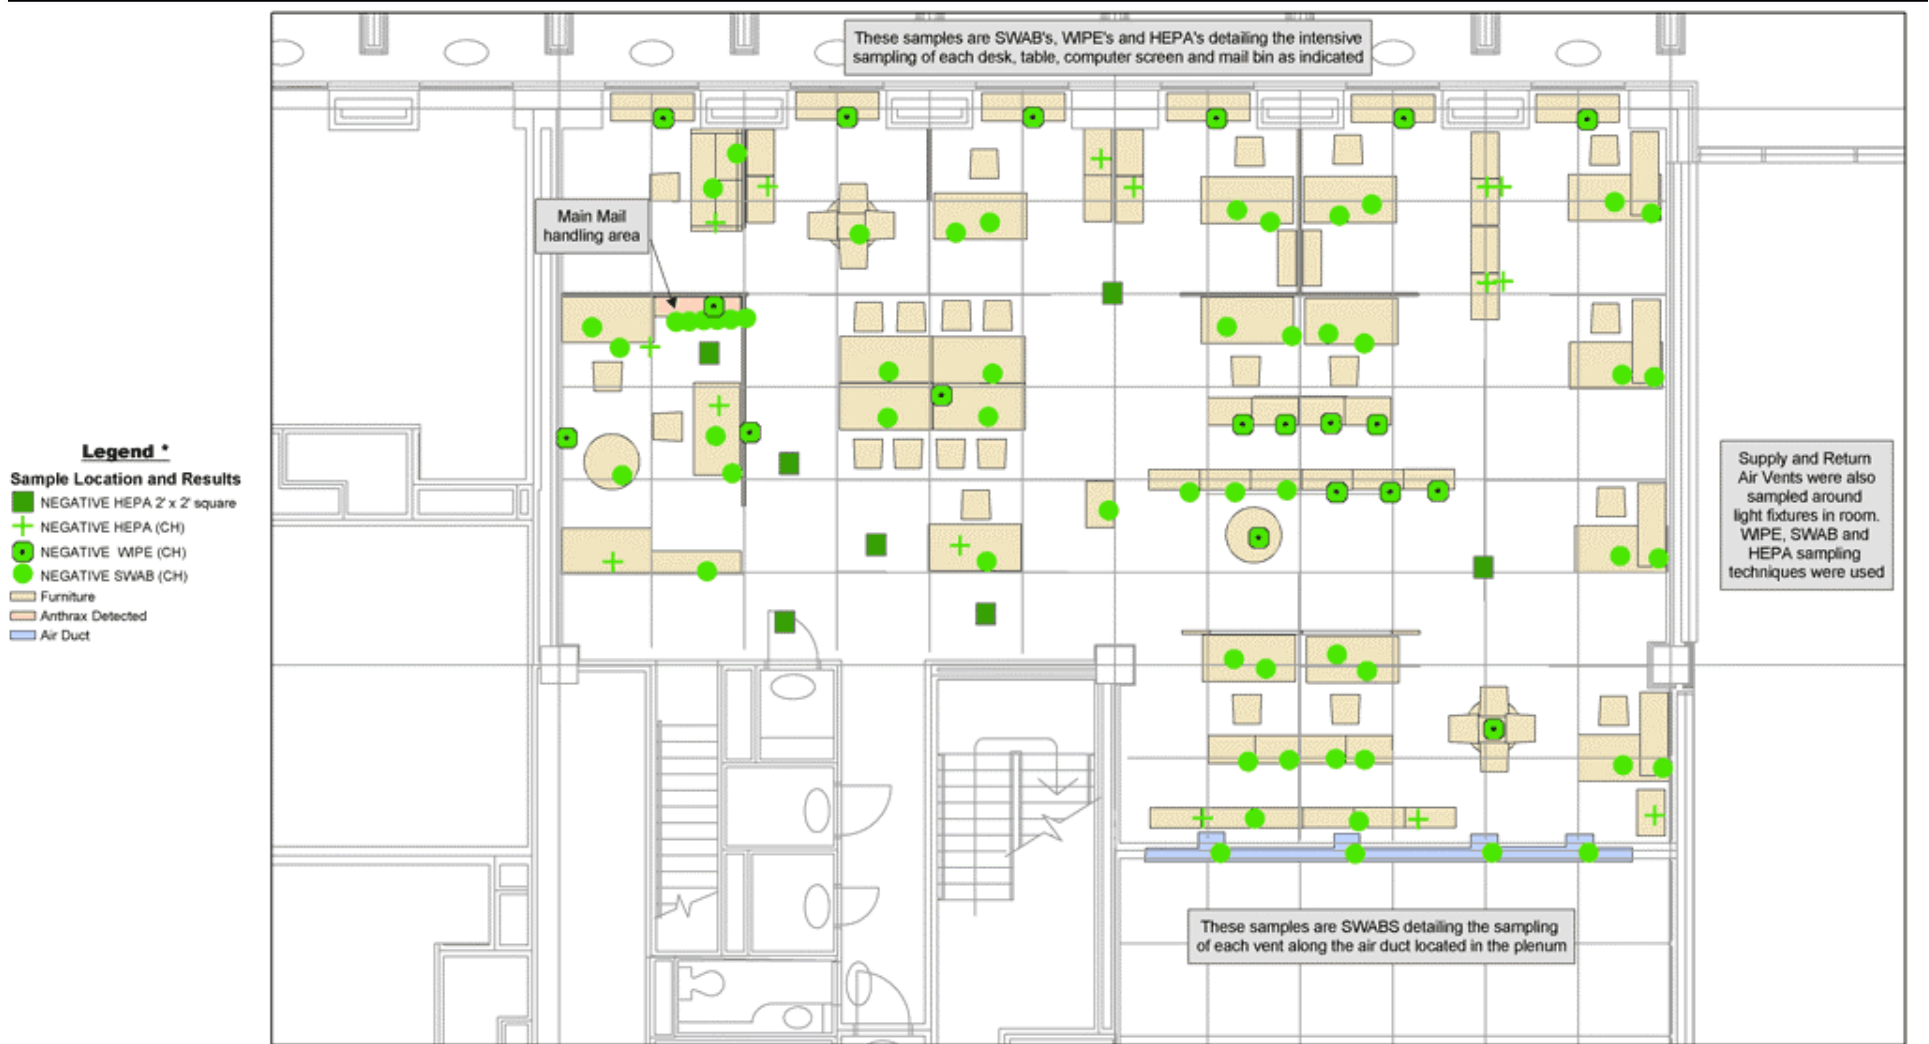 These samples are SWAB's, WIPE's and HEPA's detailing the intensive
sampling of each desk, table, computer screen and mail bin as indicated
Main Mail
handling area
Legend *
Sample Location and Results
NEGATIVE HEPA 2' x 2' square
NEGATIVE HEPA (CH)
NEGATIVE WIPE (CH)
NEGATIVE SWAB (CH)
Furniture
Anthrax Detected
Air Duct
Supply and Return
Air Vents were also
sampled around
light fixtures in room.
WIPE, SWAB and
HEPA sampling
techniques were used
These samples are SWABS detailing the sampling
of each vent along the air duct located in the plenum